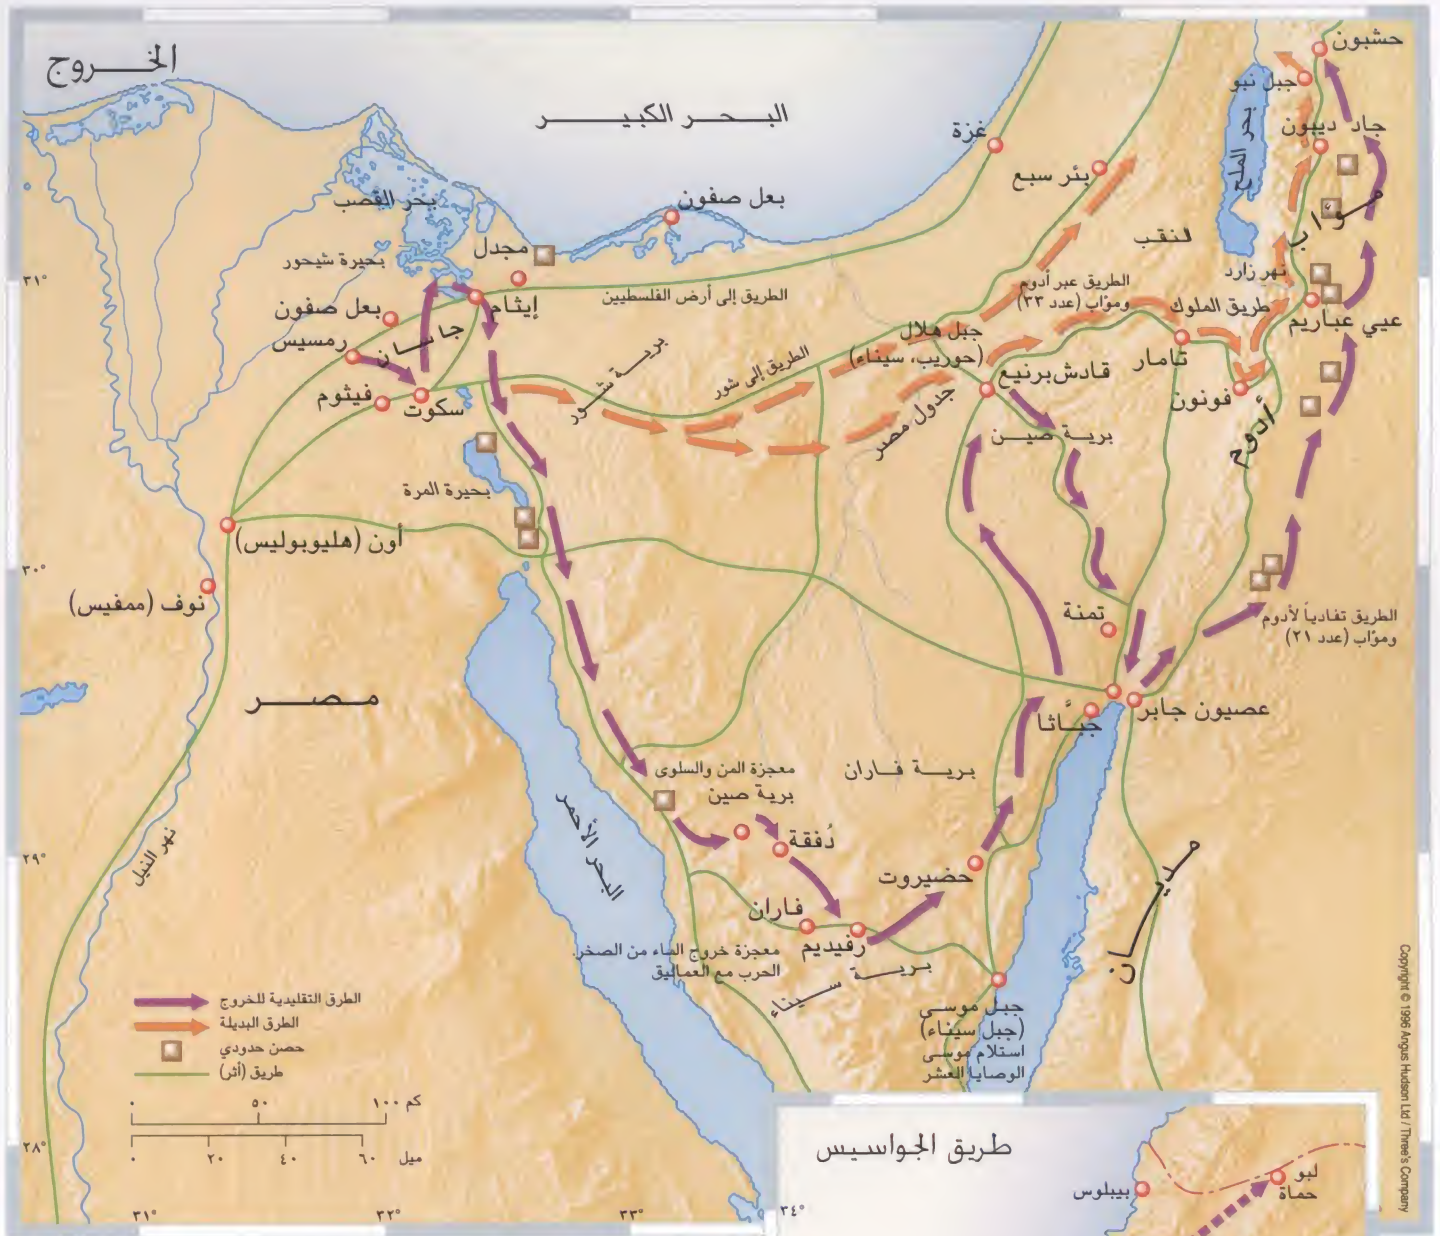 الخروج
البحر الكبير
حشبون
جبل نبو
بحر الملح
جاد
ديبون
مؤاب
غزة
بئر سبع
النقب
نهر زارد
بعل صفون
بحر القصب
مجدل
بحيرة شيحور
٣١°
الطريق إلى أرض الفلسطيين
الطريق عبر أدوم
ومؤاب (عدد ٣٣)
طريق الملوك
عيي عباريم
بعل صفون
إيثام
رمسيس
جاسان
جبل هلال
(حوريب، سيناء)
برية شور
الطريق إلى شور
قادش برنيع
تامار
فونون
فيثوم
سكوت
جدول مصر
برية صين
أدوم
بحيرة المرة
أون (هليوبوليس)
٣٠°
نوف (ممفيس)
تمنة
الطريق تفادياً لأدوم
ومؤاب (عدد ٢١)
مصر
عصيون جابر
جباثا
معجزة المن والسلوى
برية صين
برية فاران
دُفقة
البحر الأحمر
نهر النيل
٢٩°
حضيروت
مديان
فاران
رفيديم
معجزة خروج الماء من الصخر.
الحرب مع العماليق
برية سيناء
جبل موسى
(جبل سيناء)
استلام موسى
الوصايا العشر
الطرق التقليدية للخروج
الطرق البديلة
حصن حدودي
طريق (أثر)
٠ ٥٠ ١٠٠ كم
٠ ٢٠ ٤٠ ٦٠ ميل
٢٨°
٣١° ٣٢° ٣٣° ٣٤°
طريق الجواسيس
بيبلوس
لبو
حماة
Copyright © 1996 Angus Hudson Ltd / Three's Company